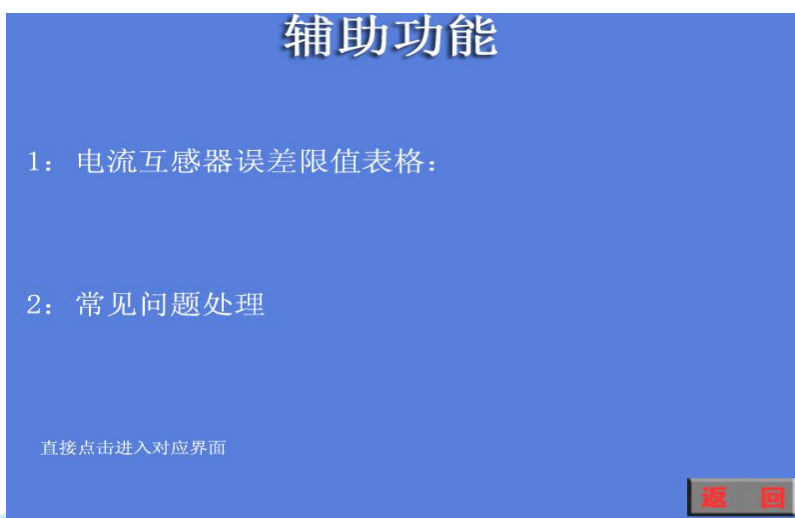 辅助功能
1：电流互感器误差限值表格：
2：常见问题处理
直接点击进入对应界面
返 回